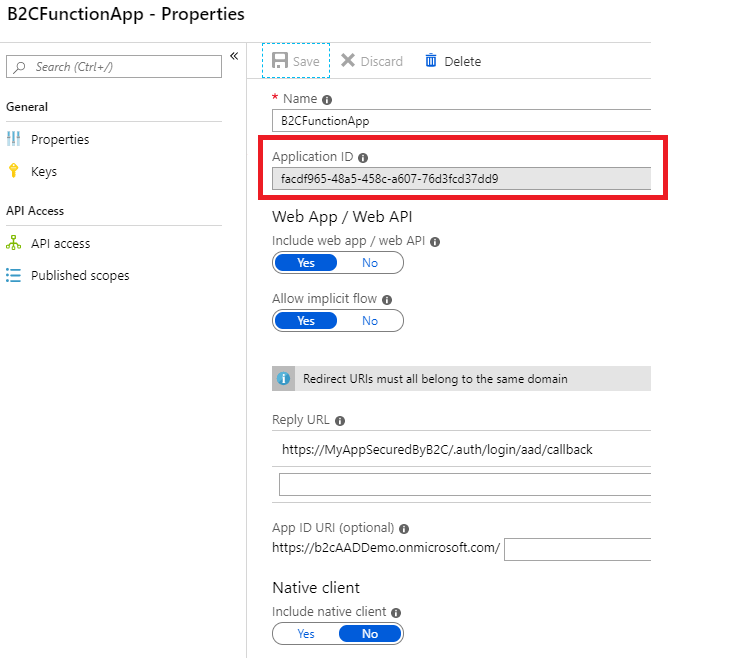 B2CFunctionApp - Properties
Search (Ctrl+/)
«
General
Properties
Keys
API Access
API access
Published scopes
Save Discard Delete
* Name
B2CFunctionApp
Application ID
facdf965-48a5-458c-a607-76d3fcd37dd9
Web App / Web API
Include web app / web API
Yes No
Allow implicit flow
Yes No
Redirect URIs must all belong to the same domain
Reply URL
https://MyAppSecuredByB2C/.auth/login/aad/callback
App ID URI (optional)
https://b2cAADDemo.onmicrosoft.com/
Native client
Include native client
Yes No